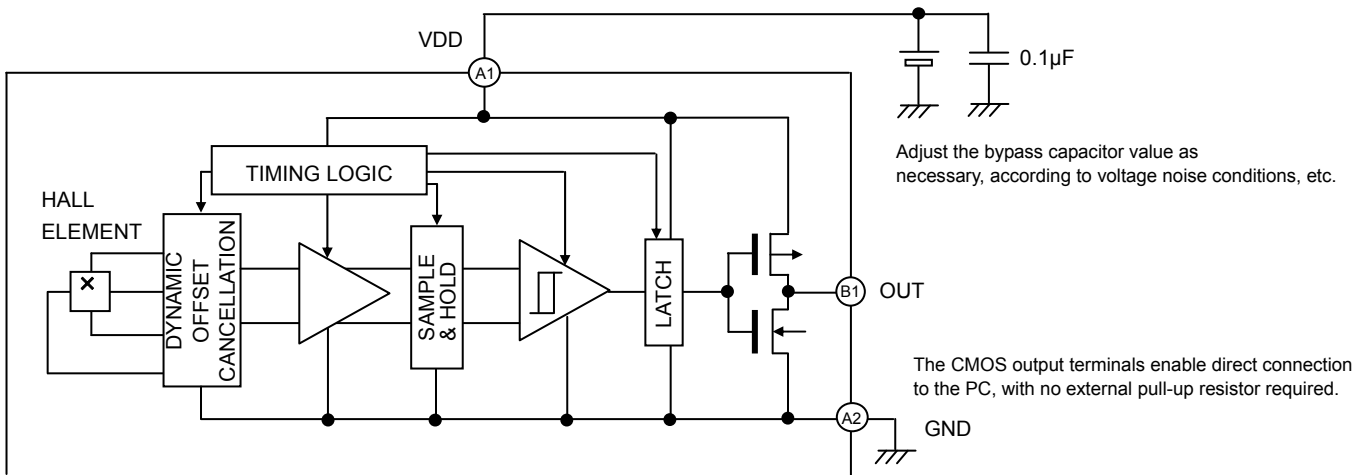 VDD
A1
0.1µF
Adjust the bypass capacitor value as
necessary, according to voltage noise conditions, etc.
TIMING LOGIC
HALL
ELEMENT
DYNAMIC
OFFSET
CANCELLATION
SAMPLE
& HOLD
LATCH
B1
OUT
The CMOS output terminals enable direct connection
to the PC, with no external pull-up resistor required.
A2
GND